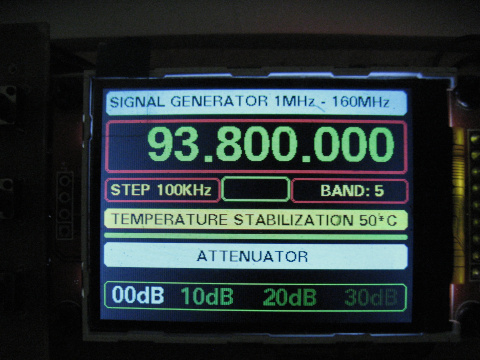 SIGNAL GENERATOR 1MHz - 160MHz
93.800.000
STEP 100KHz BAND: 5
TEMPERATURE STABILIZATION 50*C
ATTENUATOR
00dB 10dB 20dB 30dB